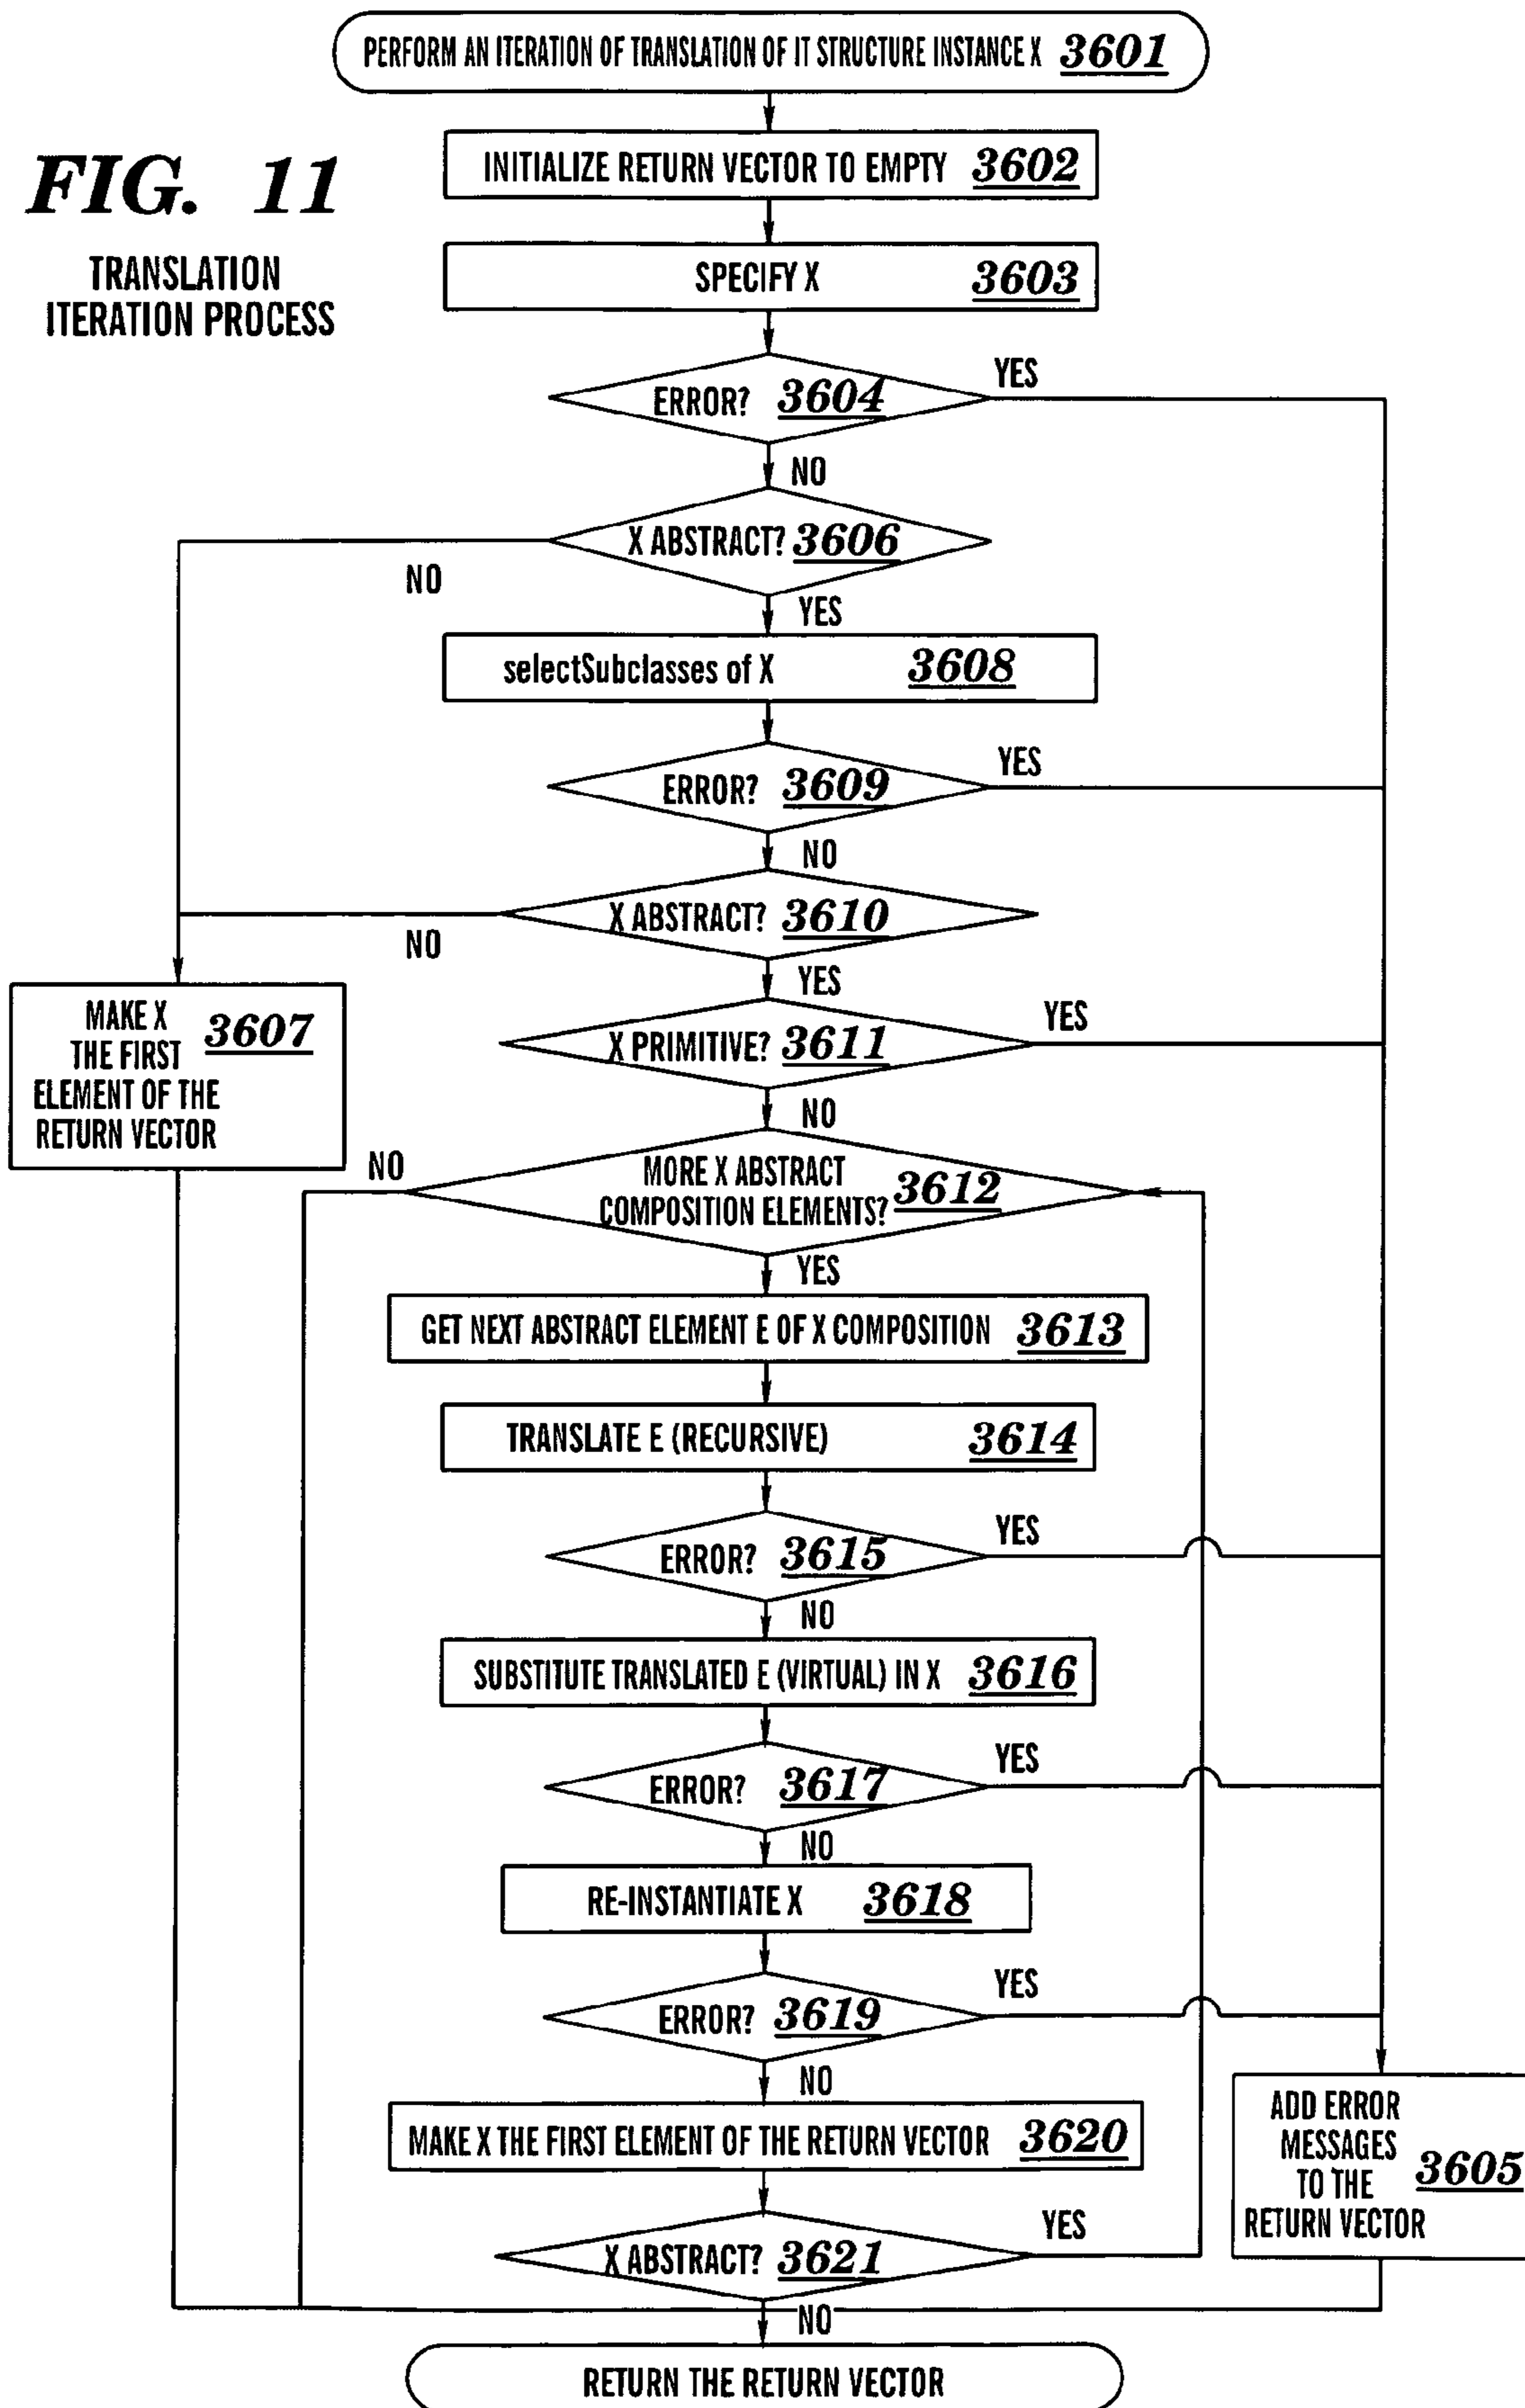 PERFORM AN ITERATION OF TRANSLATION OF IT STRUCTURE INSTANCE X 3601
FIG. 11
TRANSLATION
ITERATION PROCESS
INITIALIZE RETURN VECTOR TO EMPTY 3602
SPECIFY X 3603
ERROR? 3604
YES
NO
X ABSTRACT? 3606
NO
YES
selectSubclasses of X 3608
ERROR? 3609
YES
NO
X ABSTRACT? 3610
NO
YES
MAKE X
THE FIRST
ELEMENT OF THE
RETURN VECTOR
3607
X PRIMITIVE? 3611
YES
NO
MORE X ABSTRACT
COMPOSITION ELEMENTS? 3612
NO
YES
GET NEXT ABSTRACT ELEMENT E OF X COMPOSITION 3613
TRANSLATE E (RECURSIVE) 3614
ERROR? 3615
YES
NO
SUBSTITUTE TRANSLATED E (VIRTUAL) IN X 3616
ERROR? 3617
YES
NO
RE-INSTANTIATE X 3618
ERROR? 3619
YES
NO
MAKE X THE FIRST ELEMENT OF THE RETURN VECTOR 3620
ADD ERROR
MESSAGES
TO THE
RETURN VECTOR
3605
X ABSTRACT? 3621
YES
NO
RETURN THE RETURN VECTOR